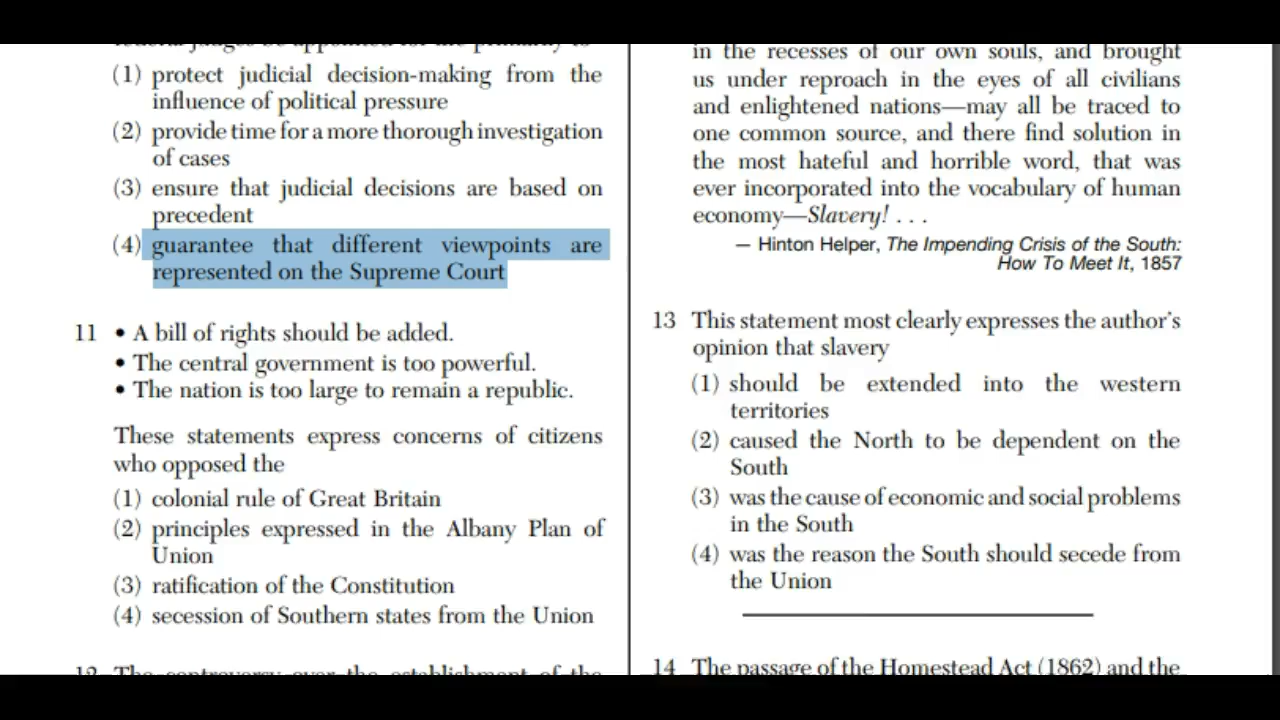 (1) protect judicial decision-making from the
influence of political pressure
(2) provide time for a more thorough investigation
of cases
(3) ensure that judicial decisions are based on
precedent
(4) guarantee that different viewpoints are
represented on the Supreme Court
11 • A bill of rights should be added.
• The central government is too powerful.
• The nation is too large to remain a republic.
These statements express concerns of citizens
who opposed the
(1) colonial rule of Great Britain
(2) principles expressed in the Albany Plan of
Union
(3) ratification of the Constitution
(4) secession of Southern states from the Union
12 The controversy over the establishment of the
in the recesses of our own souls, and brought
us under reproach in the eyes of all civilians
and enlightened nations—may all be traced to
one common source, and there find solution in
the most hateful and horrible word, that was
ever incorporated into the vocabulary of human
economy—Slavery! . . .
— Hinton Helper, The Impending Crisis of the South:
How To Meet It, 1857
13 This statement most clearly expresses the author's
opinion that slavery
(1) should be extended into the western
territories
(2) caused the North to be dependent on the
South
(3) was the cause of economic and social problems
in the South
(4) was the reason the South should secede from
the Union
14 The passage of the Homestead Act (1862) and the